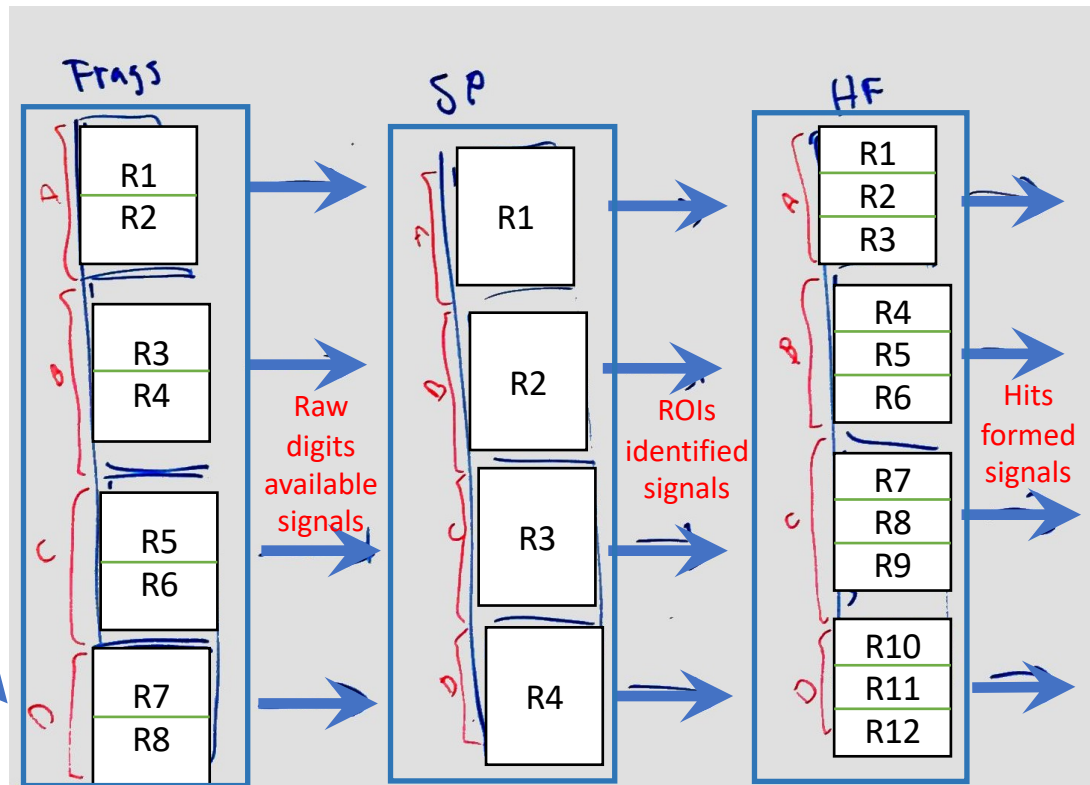 Frags
A
R1
R2
B
R3
R4
C
R5
R6
D
R7
R8
Raw
digits
available
signals
SP
A
R1
B
R2
C
R3
D
R4
ROIs
identified
signals
HF
A
R1
R2
R3
B
R4
R5
R6
C
R7
R8
R9
D
R10
R11
R12
Hits
formed
signals